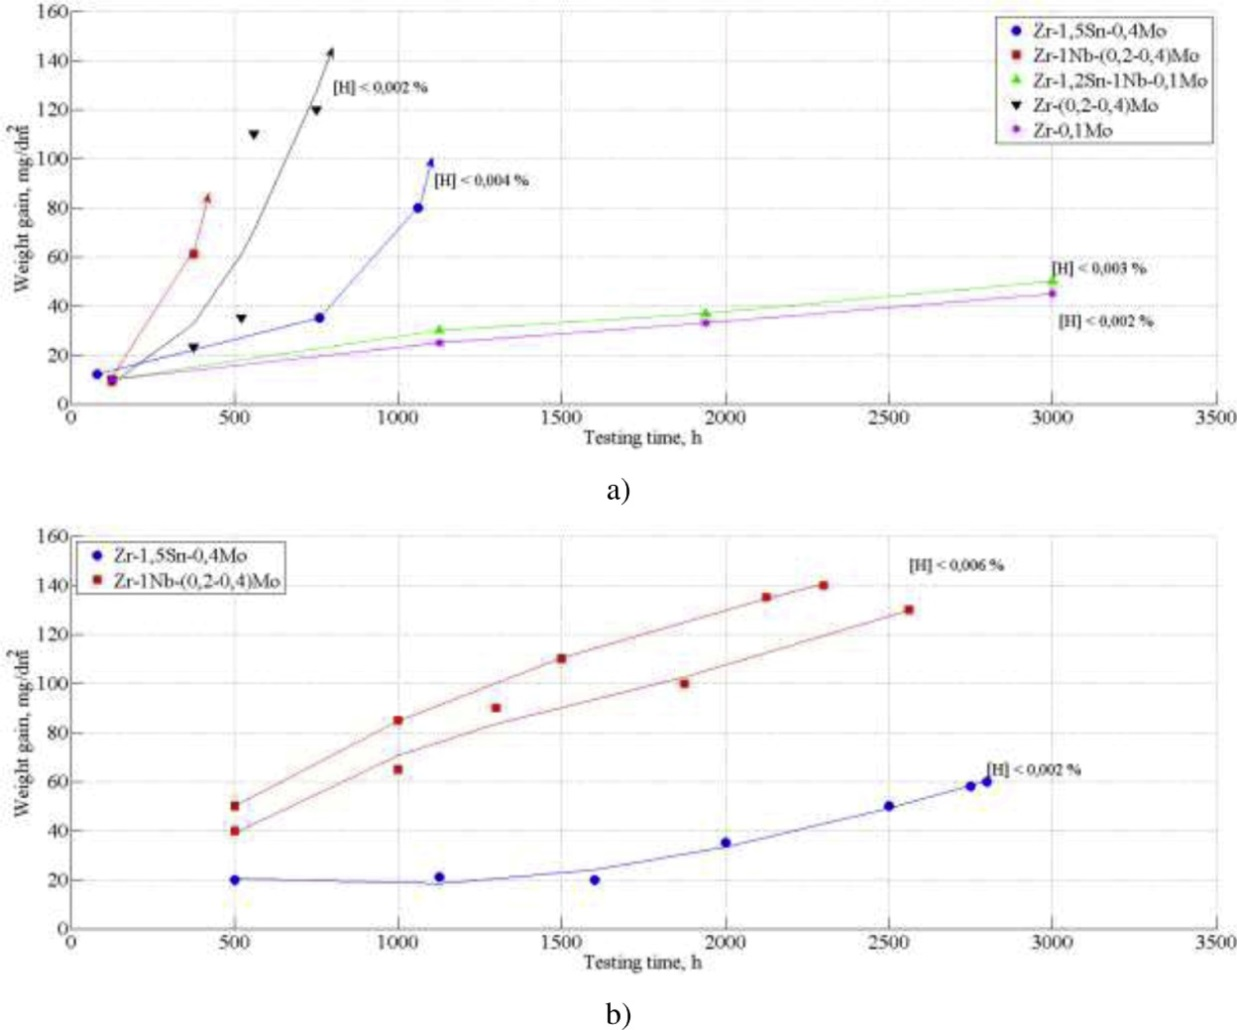 160
140
120
100
80
60
40
20
0
Weight gain, mg/dm²
[H] < 0,002 %
[H] < 0,004 %
[H] < 0,003 %
[H] < 0,002 %
Zr-1,5Sn-0,4Mo
Zr-1Nb-(0,2-0,4)Mo
Zr-1,2Sn-1Nb-0,1Mo
Zr-(0,2-0,4)Mo
Zr-0,1Mo
0 500 1000 1500 2000 2500 3000 3500
Testing time, h
a)
160
140
120
100
80
60
40
20
0
Weight gain, mg/dm²
Zr-1,5Sn-0,4Mo
Zr-1Nb-(0,2-0,4)Mo
[H] < 0,006 %
[H] < 0,002 %
0 500 1000 1500 2000 2500 3000 3500
Testing time, h
b)